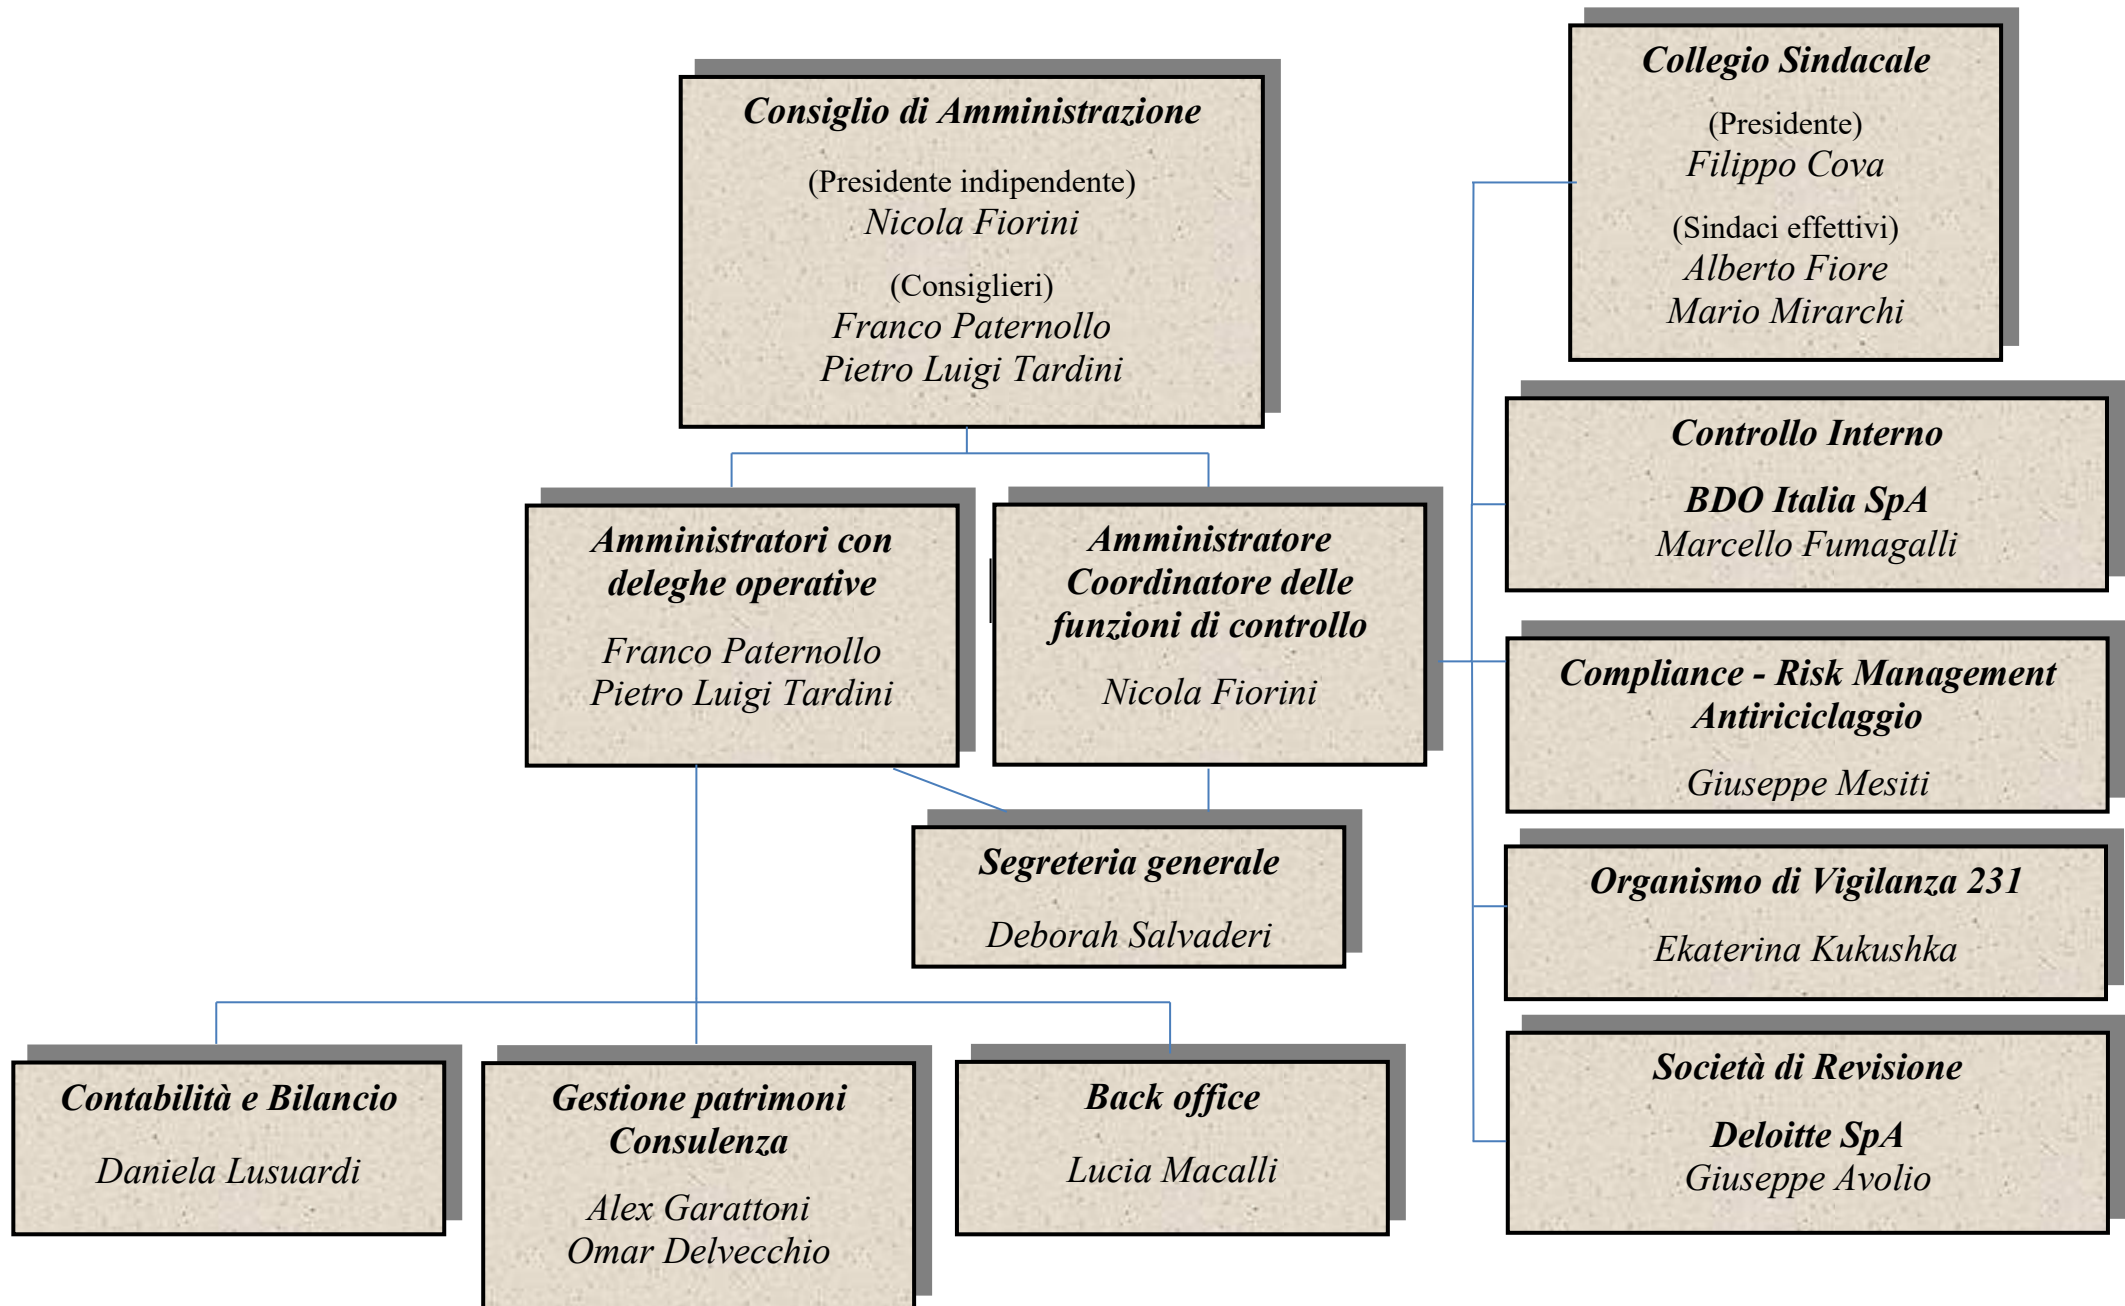 Consiglio di Amministrazione
(Presidente indipendente)
Nicola Fiorini
(Consiglieri)
Franco Paternollo
Pietro Luigi Tardini
Collegio Sindacale
(Presidente)
Filippo Cova
(Sindaci effettivi)
Alberto Fiore
Mario Mirarchi
Controllo Interno
BDO Italia SpA
Marcello Fumagalli
Amministratori con
deleghe operative
Franco Paternollo
Pietro Luigi Tardini
Amministratore
Coordinatore delle
funzioni di controllo
Nicola Fiorini
Compliance - Risk Management
Antiriciclaggio
Giuseppe Mesiti
Segreteria generale
Deborah Salvaderi
Organismo di Vigilanza 231
Ekaterina Kukushka
Contabilità e Bilancio
Daniela Lusuardi
Gestione patrimoni
Consulenza
Alex Garattoni
Omar Delvecchio
Back office
Lucia Macalli
Società di Revisione
Deloitte SpA
Giuseppe Avolio